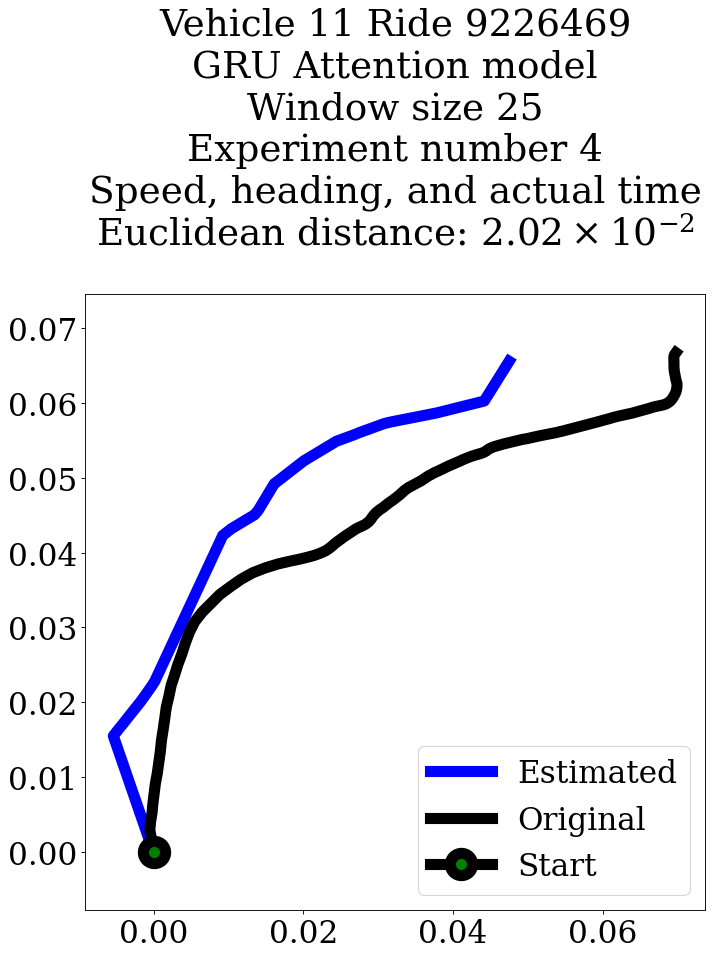 Vehicle 11 Ride 9226469
GRU Attention model
Window size 25
Experiment number 4
Speed, heading, and actual time
Euclidean distance: 2.02 × 10⁻²
0.07
0.06
0.05
0.04
0.03
0.02
0.01
0.00
Estimated
Original
Start
0.00 0.02 0.04 0.06